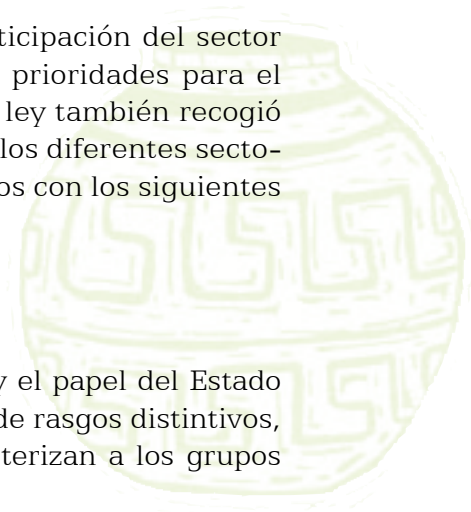 ticipación del sector
prioridades para el
ley también recogió
los diferentes secto-
os con los siguientes
y el papel del Estado
de rasgos distintivos,
terizan a los grupos